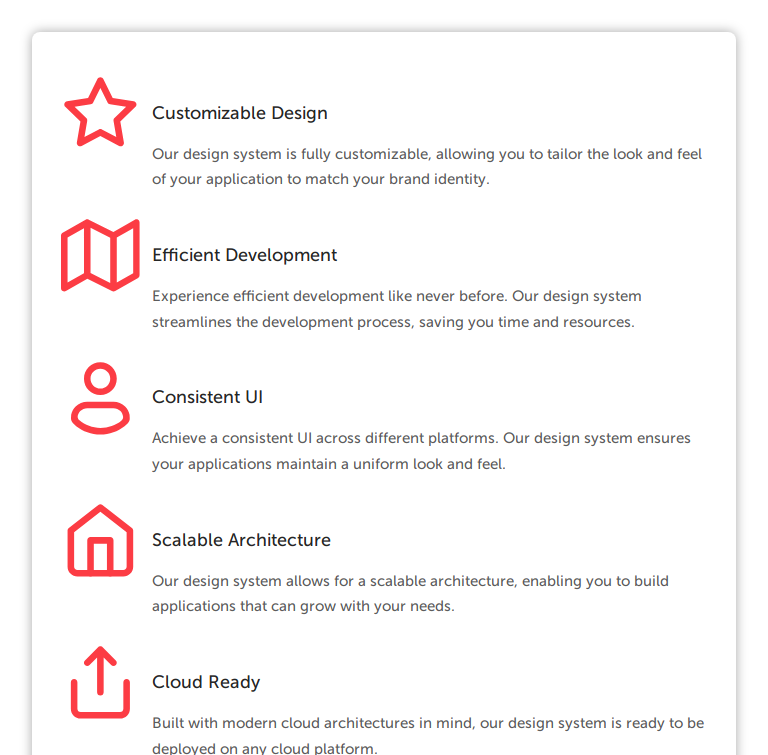 Customizable Design
Our design system is fully customizable, allowing you to tailor the look and feel
of your application to match your brand identity.
Efficient Development
Experience efficient development like never before. Our design system
streamlines the development process, saving you time and resources.
Consistent UI
Achieve a consistent UI across different platforms. Our design system ensures
your applications maintain a uniform look and feel.
Scalable Architecture
Our design system allows for a scalable architecture, enabling you to build
applications that can grow with your needs.
Cloud Ready
Built with modern cloud architectures in mind, our design system is ready to be
deployed on any cloud platform.